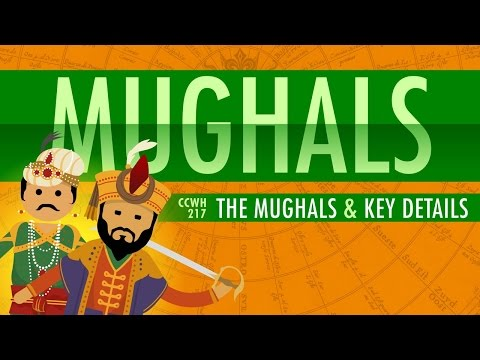 MUGHALS
CCWH
217
THE MUGHALS & KEY DETAILS